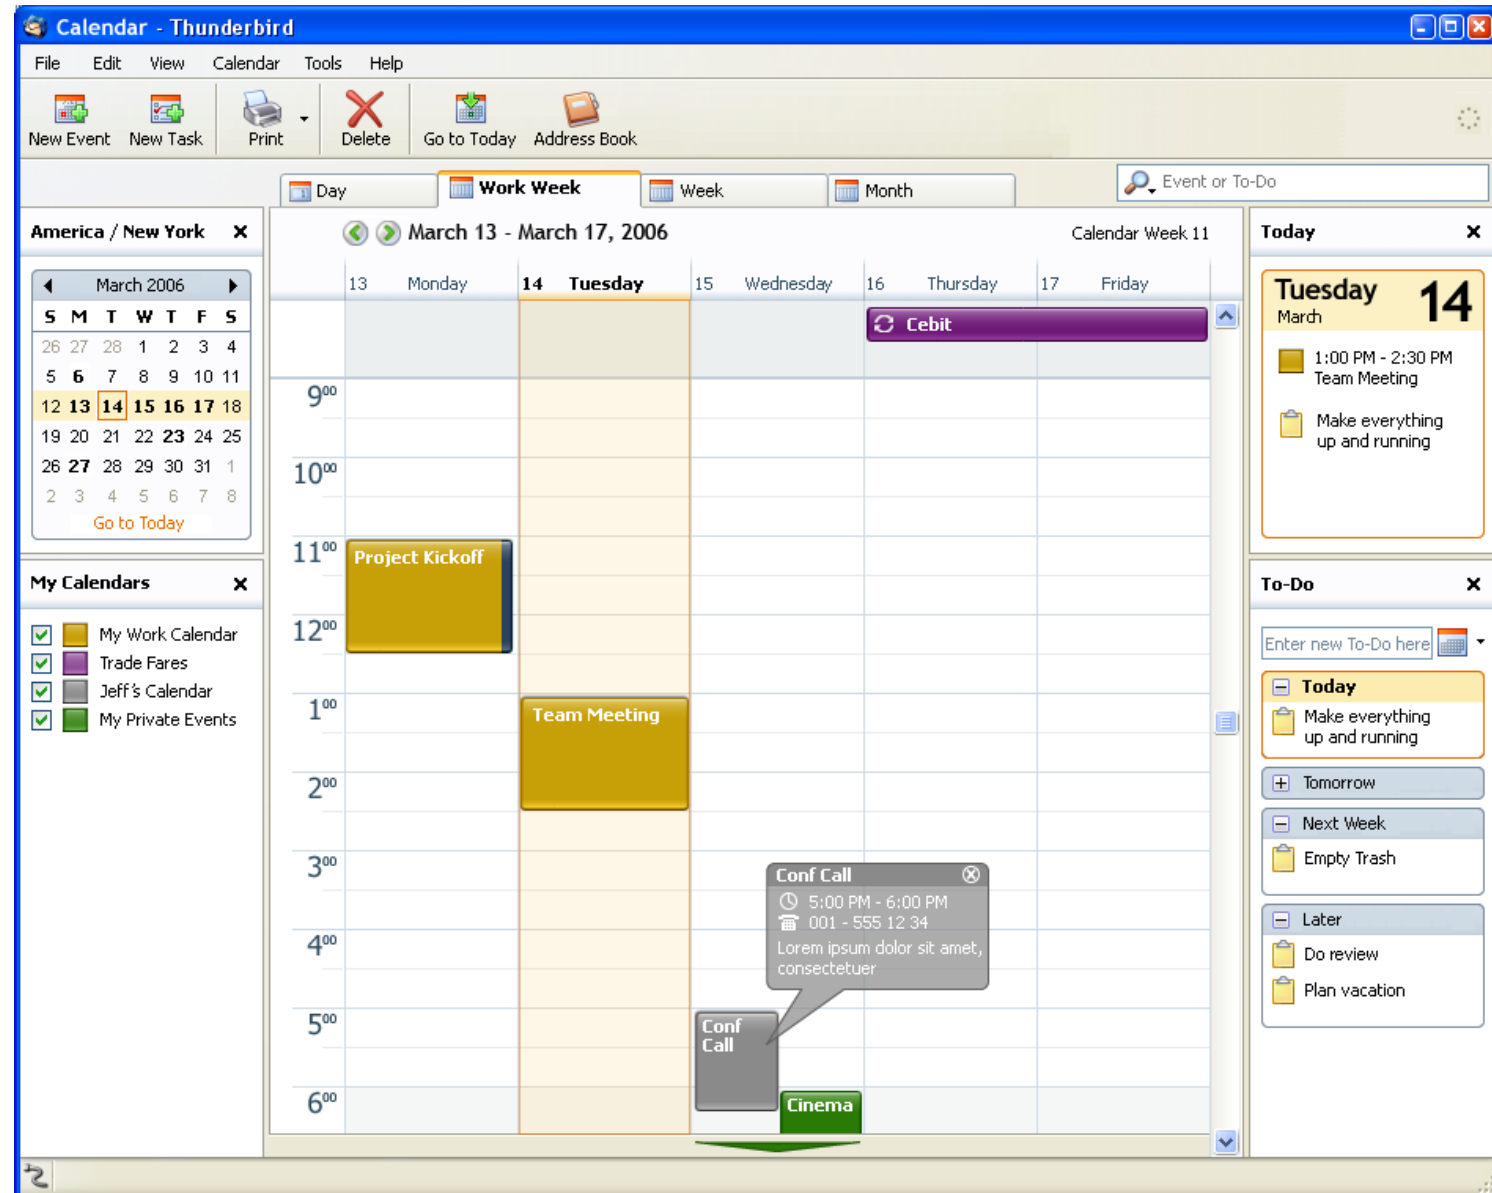 Calendar - Thunderbird
File Edit View Calendar Tools Help
New Event New Task Print Delete Go to Today Address Book
Day Work Week Week Month
Event or To-Do
America / New York
March 2006
S M T W T F S
26 27 28 1 2 3 4
5 6 7 8 9 10 11
12 13 14 15 16 17 18
19 20 21 22 23 24 25
26 27 28 29 30 31 1
2 3 4 5 6 7 8
Go to Today
My Calendars
My Work Calendar
Trade Fares
Jeff's Calendar
My Private Events
March 13 - March 17, 2006
Calendar Week 11
13 Monday 14 Tuesday 15 Wednesday 16 Thursday 17 Friday
Cebit
900
1000
1100
Project Kickoff
1200
100
Team Meeting
200
300
Conf Call
5:00 PM - 6:00 PM
001 - 555 12 34
Lorem ipsum dolor sit amet,
consectetuer
400
500
Conf
Call
600
Cinema
Today
Tuesday 14
March
1:00 PM - 2:30 PM
Team Meeting
Make everything
up and running
To-Do
Enter new To-Do here
Today
Make everything
up and running
Tomorrow
Next Week
Empty Trash
Later
Do review
Plan vacation